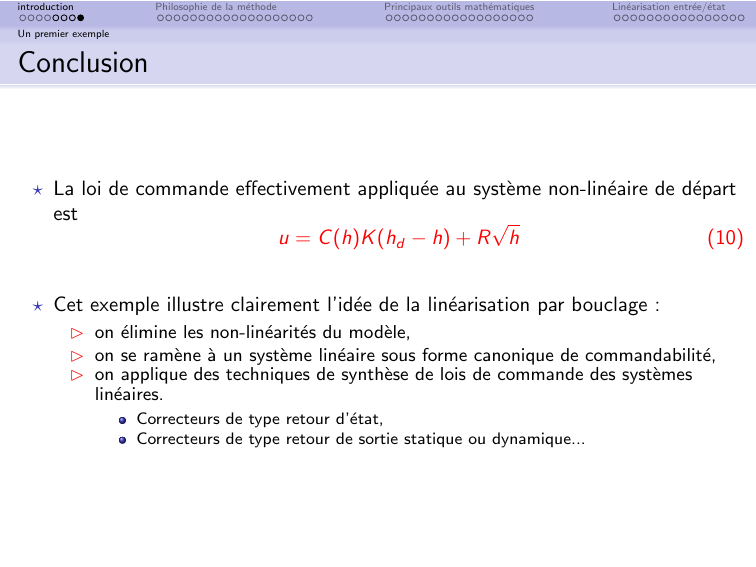 introduction Philosophie de la méthode Principaux outils mathématiques Linéarisation entrée/état
Un premier exemple
Conclusion
⋆ La loi de commande effectivement appliquée au système non-linéaire de départ
est
u = C(h)K(h_d − h) + R√h (10)
⋆ Cet exemple illustre clairement l'idée de la linéarisation par bouclage :
▷ on élimine les non-linéarités du modèle,
▷ on se ramène à un système linéaire sous forme canonique de commandabilité,
▷ on applique des techniques de synthèse de lois de commande des systèmes
linéaires.
• Correcteurs de type retour d'état,
• Correcteurs de type retour de sortie statique ou dynamique...